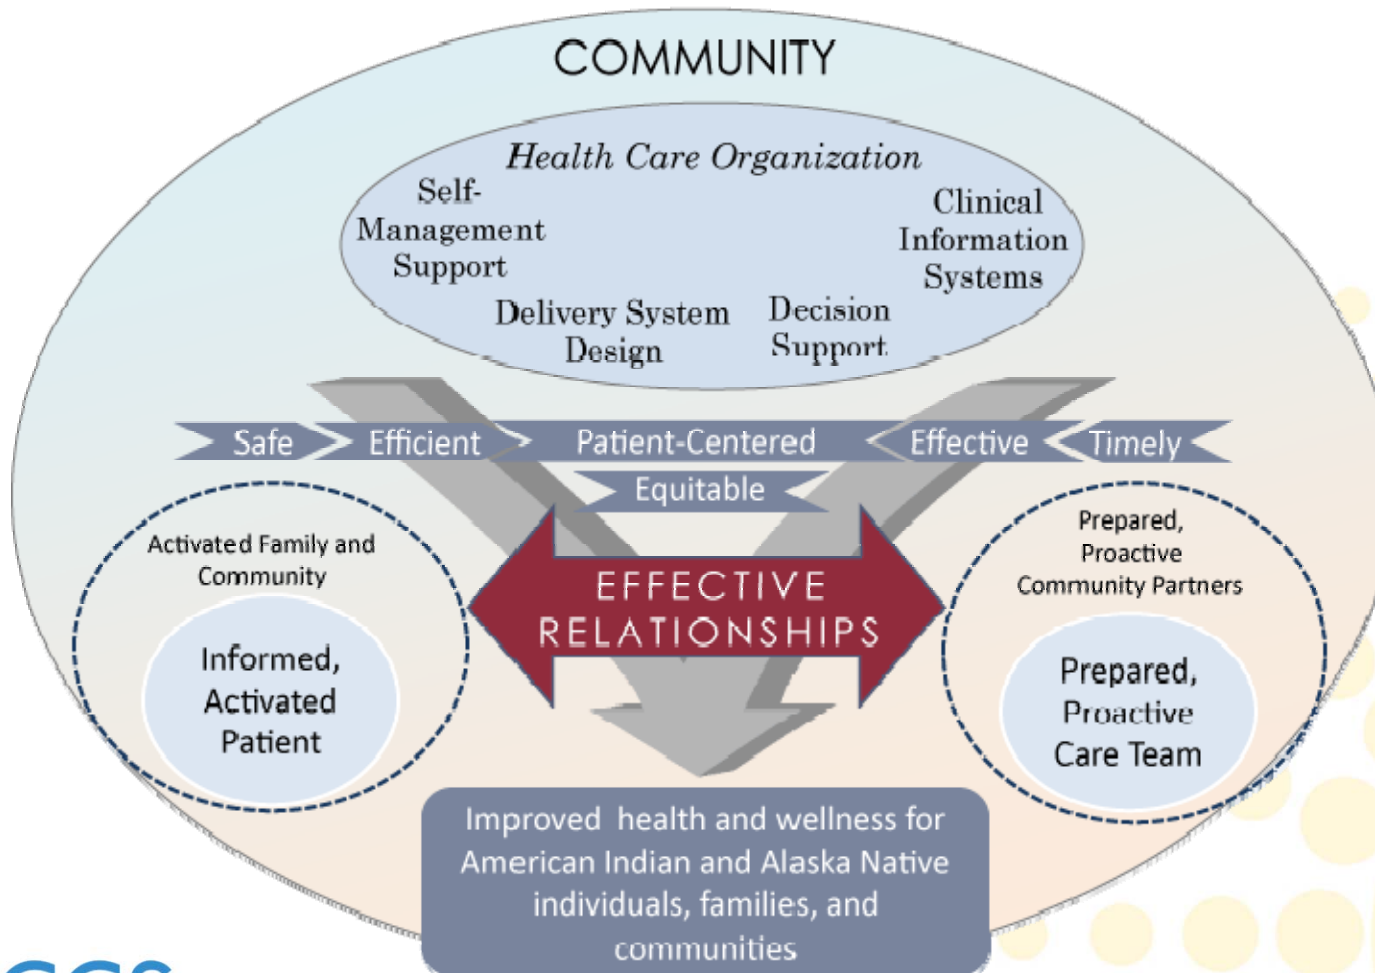 COMMUNITY
Health Care Organization
Self-
Management
Support
Clinical
Information
Systems
Delivery System
Design
Decision
Support
Safe
Efficient
Patient-Centered
Effective
Timely
Equitable
Activated Family and
Community
Informed,
Activated
Patient
EFFECTIVE
RELATIONSHIPS
Prepared,
Proactive
Community Partners
Prepared,
Proactive
Care Team
Improved health and wellness for
American Indian and Alaska Native
individuals, families, and
communities